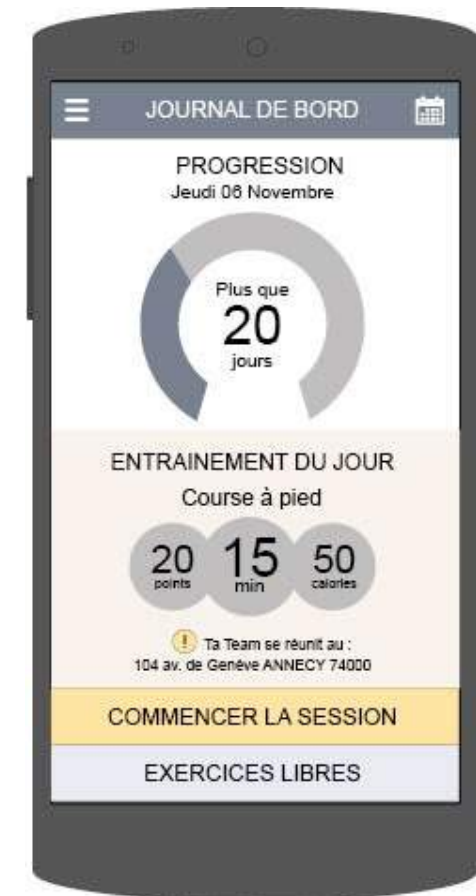 JOURNAL DE BORD
PROGRESSION
Jeudi 06 Novembre
Plus que
20
jours
ENTRAINEMENT DU JOUR
Course à pied
20 15 50
points min calories
Ta Team se réunit au :
104 av. de Genève ANNECY 74000
COMMENCER LA SESSION
EXERCICES LIBRES